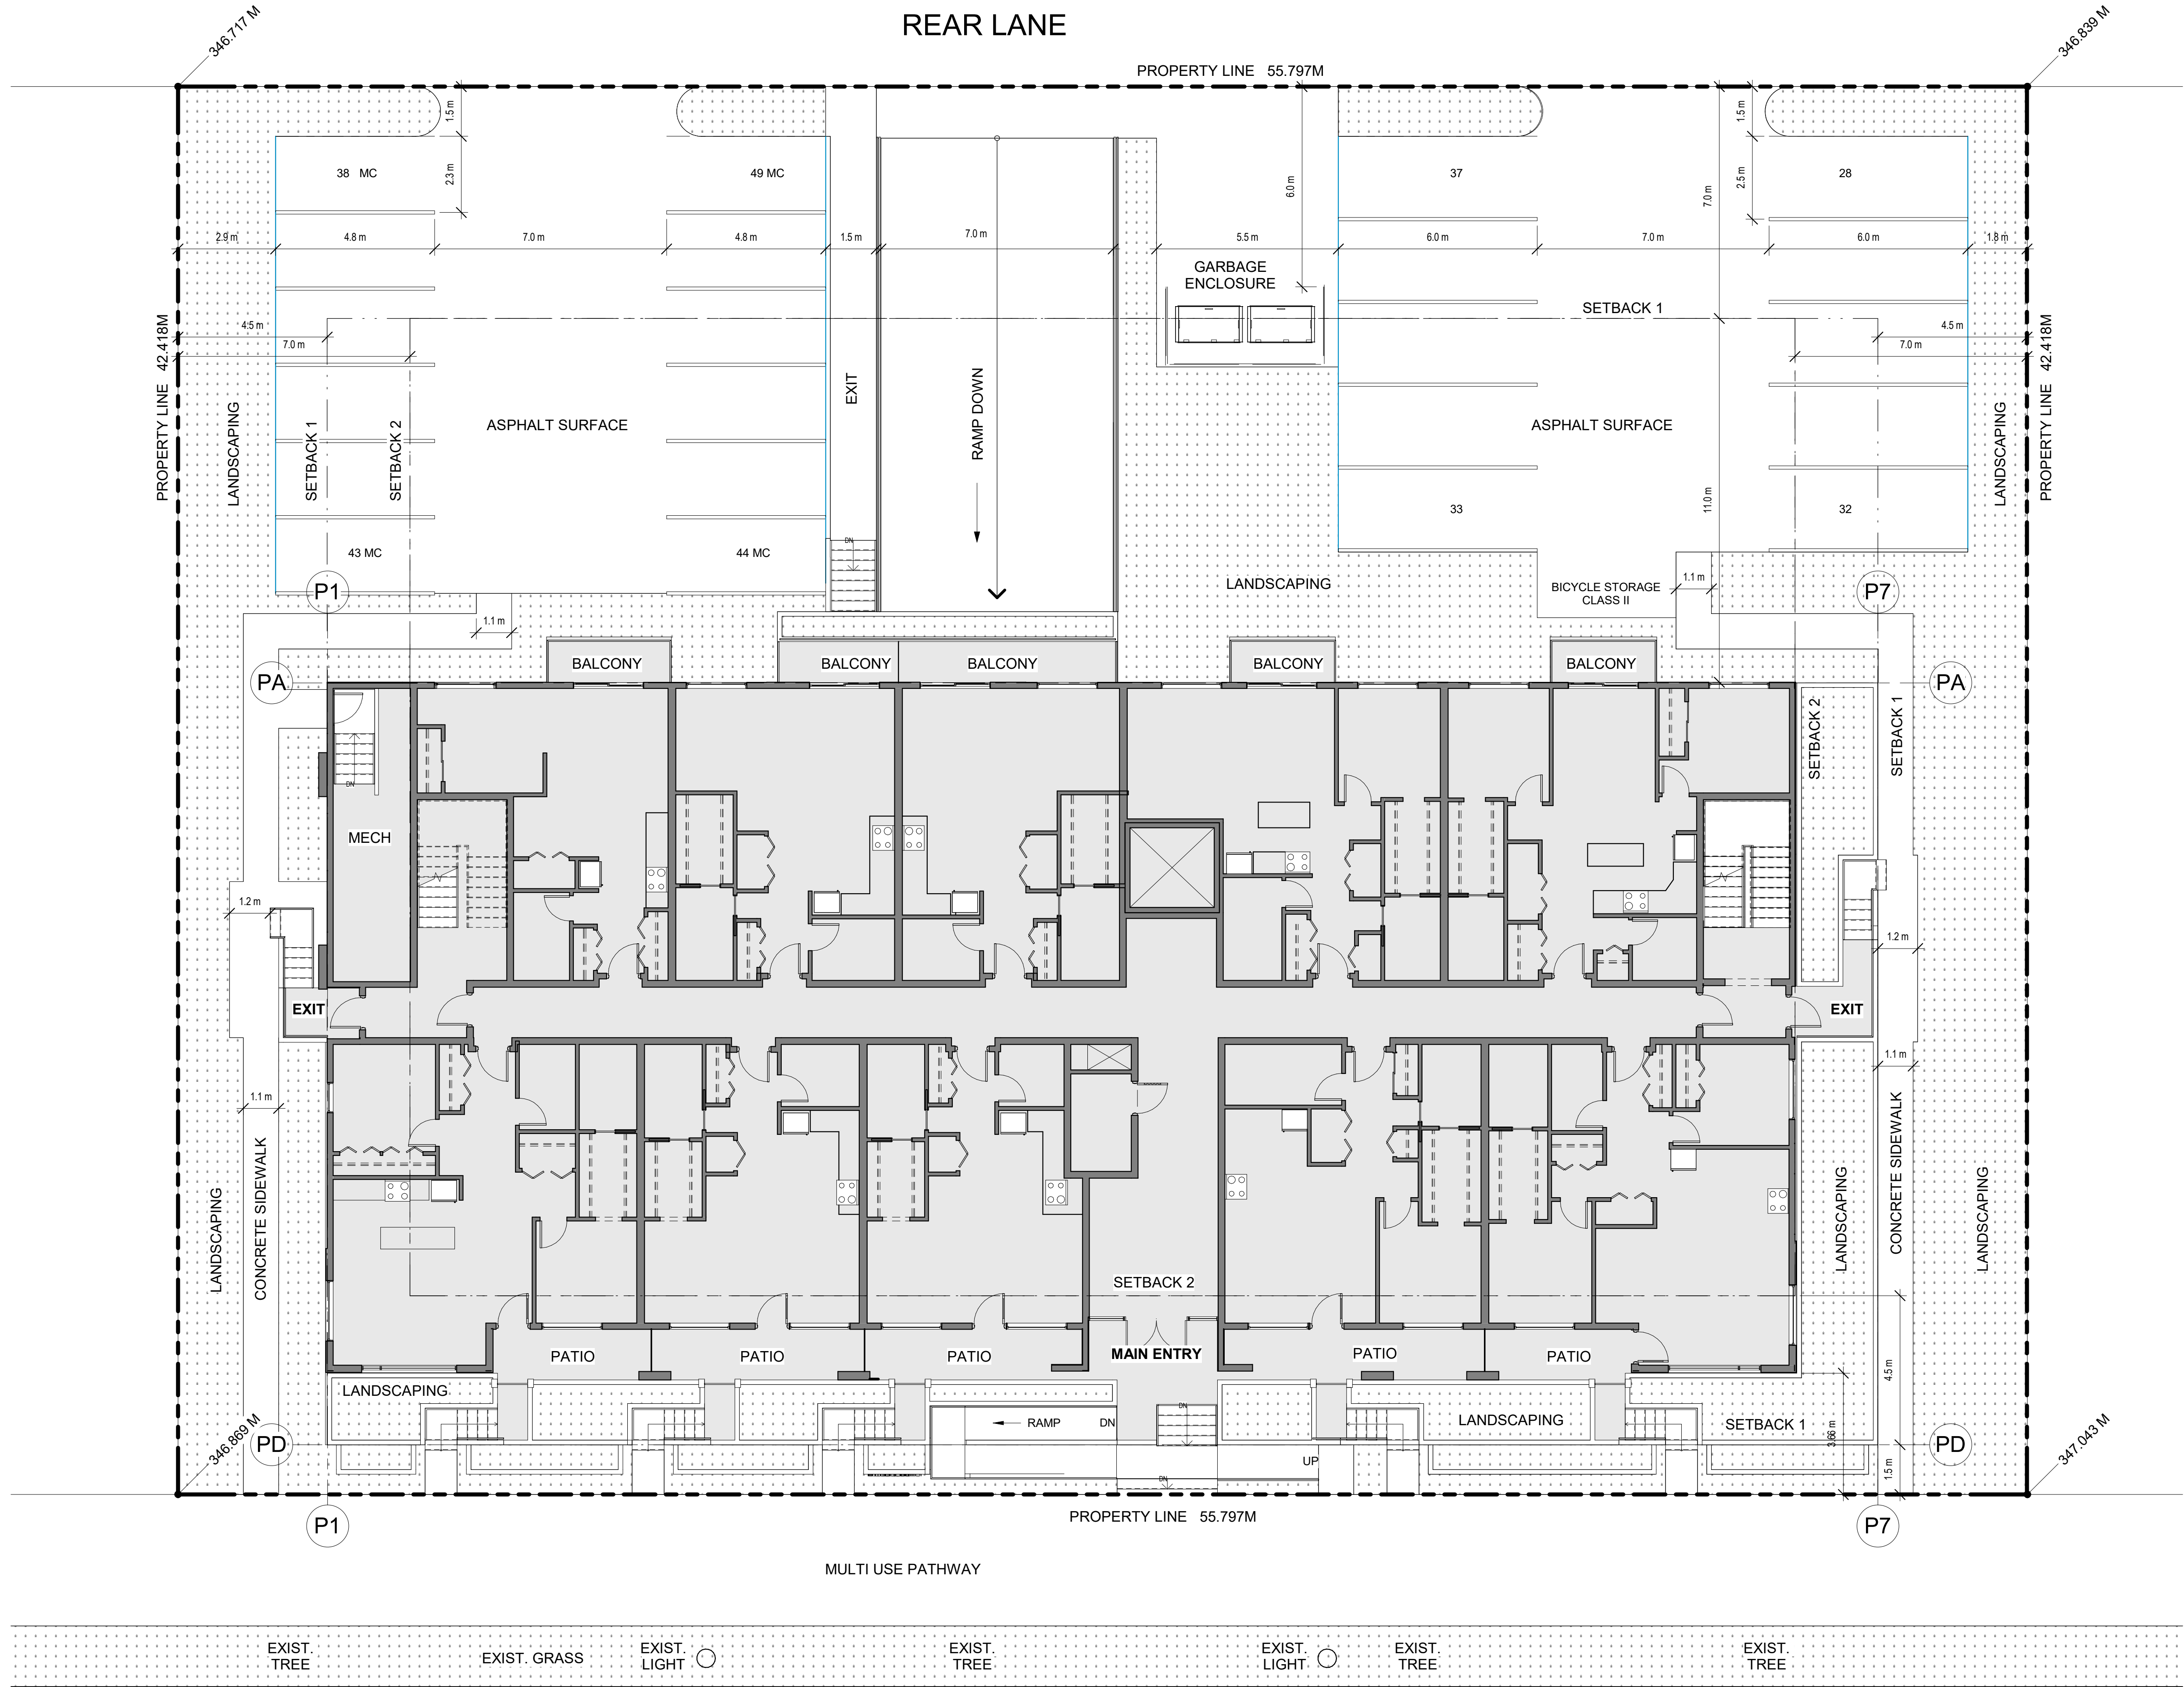 REAR LANE
346.717 M
346.839 M
PROPERTY LINE 55.797M
1.5 m
1.5 m
38 MC
49 MC
37
28
2.3 m
6.0 m
7.0 m
2.5 m
2.9 m
4.8 m
7.0 m
4.8 m
1.5 m
7.0 m
5.5 m
6.0 m
7.0 m
6.0 m
1.8 m
GARBAGE
ENCLOSURE
SETBACK 1
4.5 m
7.0 m
4.5 m
7.0 m
PROPERTY LINE 42.418M
LANDSCAPING
SETBACK 1
SETBACK 2
ASPHALT SURFACE
EXIT
RAMP DOWN
ASPHALT SURFACE
LANDSCAPING
PROPERTY LINE 42.418M
11.0 m
33
32
43 MC
44 MC
DN
P1
LANDSCAPING
BICYCLE STORAGE
CLASS II
1.1 m
P7
1.1 m
BALCONY
BALCONY
BALCONY
BALCONY
BALCONY
PA
PA
SETBACK 2
SETBACK 1
DN
MECH
1.2 m
1.2 m
EXIT
EXIT
1.1 m
1.1 m
LANDSCAPING
CONCRETE SIDEWALK
LANDSCAPING
CONCRETE SIDEWALK
LANDSCAPING
SETBACK 2
MAIN ENTRY
PATIO
PATIO
PATIO
PATIO
PATIO
4.5 m
LANDSCAPING
RAMP
DN
DN
LANDSCAPING
SETBACK 1
3.66 m
346.869 M
PD
PD
347.043 M
UP
DN
1.5 m
PROPERTY LINE 55.797M
P1
P7
MULTI USE PATHWAY
EXIST.
TREE
EXIST. GRASS
EXIST.
LIGHT
EXIST.
TREE
EXIST.
LIGHT
EXIST.
TREE
EXIST.
TREE